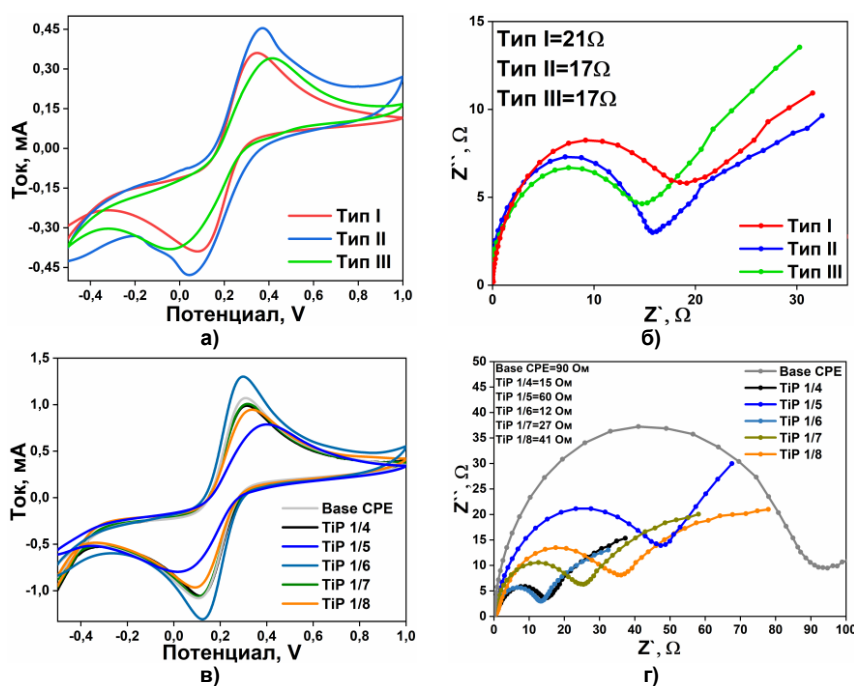 0,45
0,30
0,15
0,00
-0,15
-0,30
-0,45
Ток, мА
Тип I
Тип II
Тип III
-0,4 -0,2 0,0 0,2 0,4 0,6 0,8 1,0
Потенциал, V
а)
Тип I=21Ω
Тип II=17Ω
Тип III=17Ω
15
10
5
0
Z``, Ω
Тип I
Тип II
Тип III
0 10 20 30
Z`, Ω
б)
1,5
1,0
0,5
0,0
-0,5
-1,0
Ток, мА
Base CPE
TiP 1/4
TiP 1/5
TiP 1/6
TiP 1/7
TiP 1/8
-0,4 -0,2 0,0 0,2 0,4 0,6 0,8 1,0
Потенциал, V
в)
50
45
40
35
30
25
20
15
10
5
0
Z``, Ω
Base CPE=90 Ом
TiP 1/4=15 Ом
TiP 1/5=60 Ом
TiP 1/6=12 Ом
TiP 1/7=27 Ом
TiP 1/8=41 Ом
Base CPE
TiP 1/4
TiP 1/5
TiP 1/6
TiP 1/7
TiP 1/8
0 10 20 30 40 50 60 70 80 90 100
Z`, Ω
г)